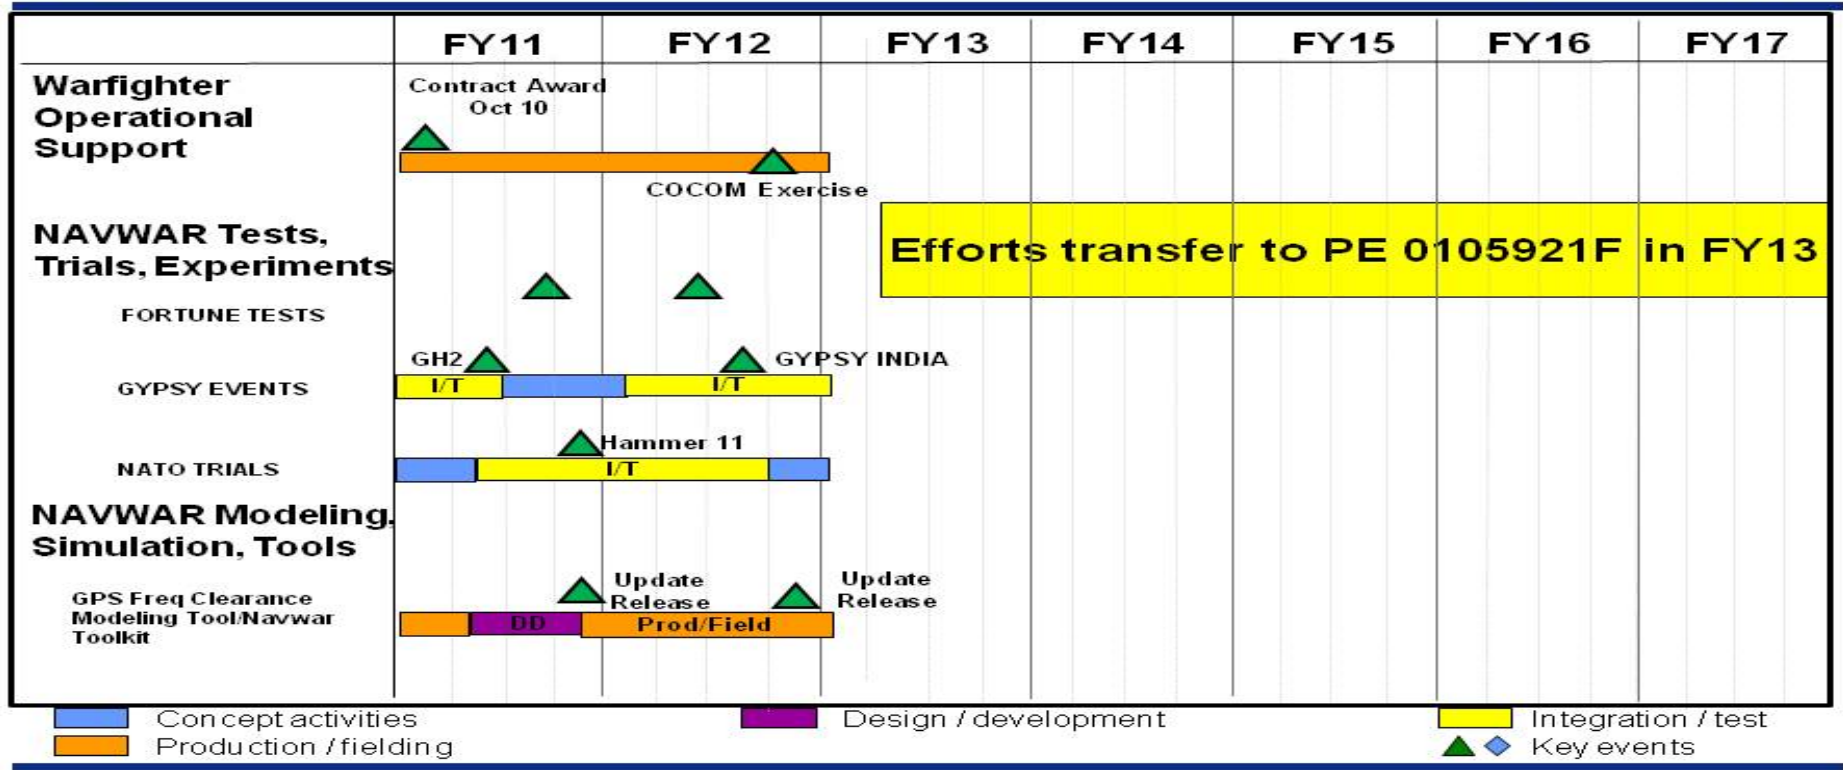 FY11 FY12 FY13 FY14 FY15 FY16 FY17
Warfighter
Operational
Support
Contract Award
Oct 10
COCOM Exercise
NAVWAR Tests,
Trials, Experiments
Efforts transfer to PE 0105921F in FY13
FORTUNE TESTS
GH2
GYPSY INDIA
GYPSY EVENTS
I/T
I/T
Hammer 11
NATO TRIALS
I/T
NAVWAR Modeling,
Simulation, Tools
GPS Freq Clearance
Modeling Tool/Navwar
Toolkit
Update
Release
Update
Release
DD
Prod/Field
Concept activities
Design / development
Integration / test
Production / fielding
Key events